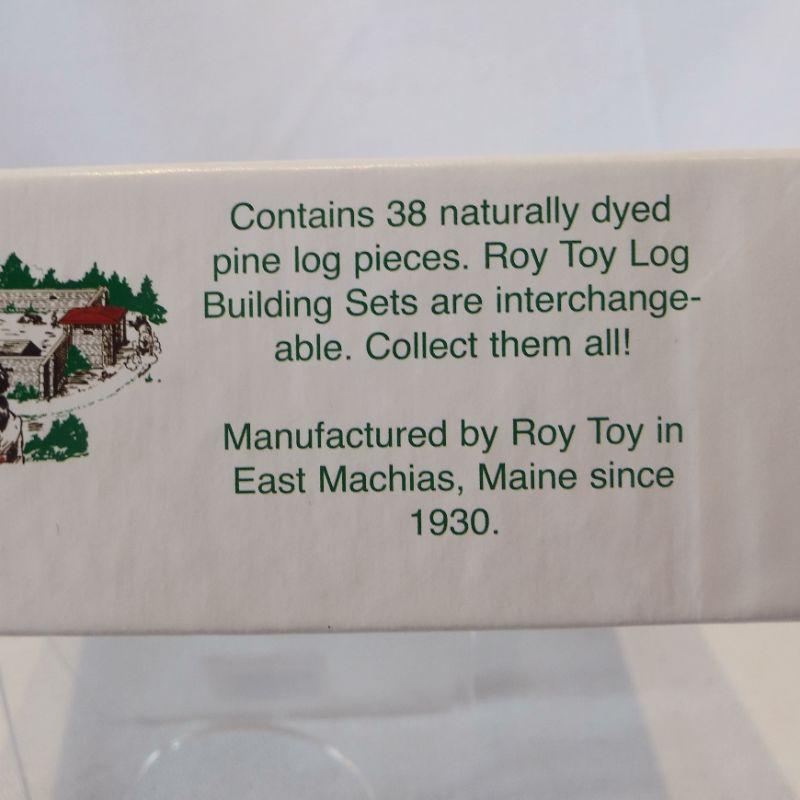 Contains 38 naturally dyed
pine log pieces. Roy Toy Log
Building Sets are interchange-
able. Collect them all!
Manufactured by Roy Toy in
East Machias, Maine since
1930.